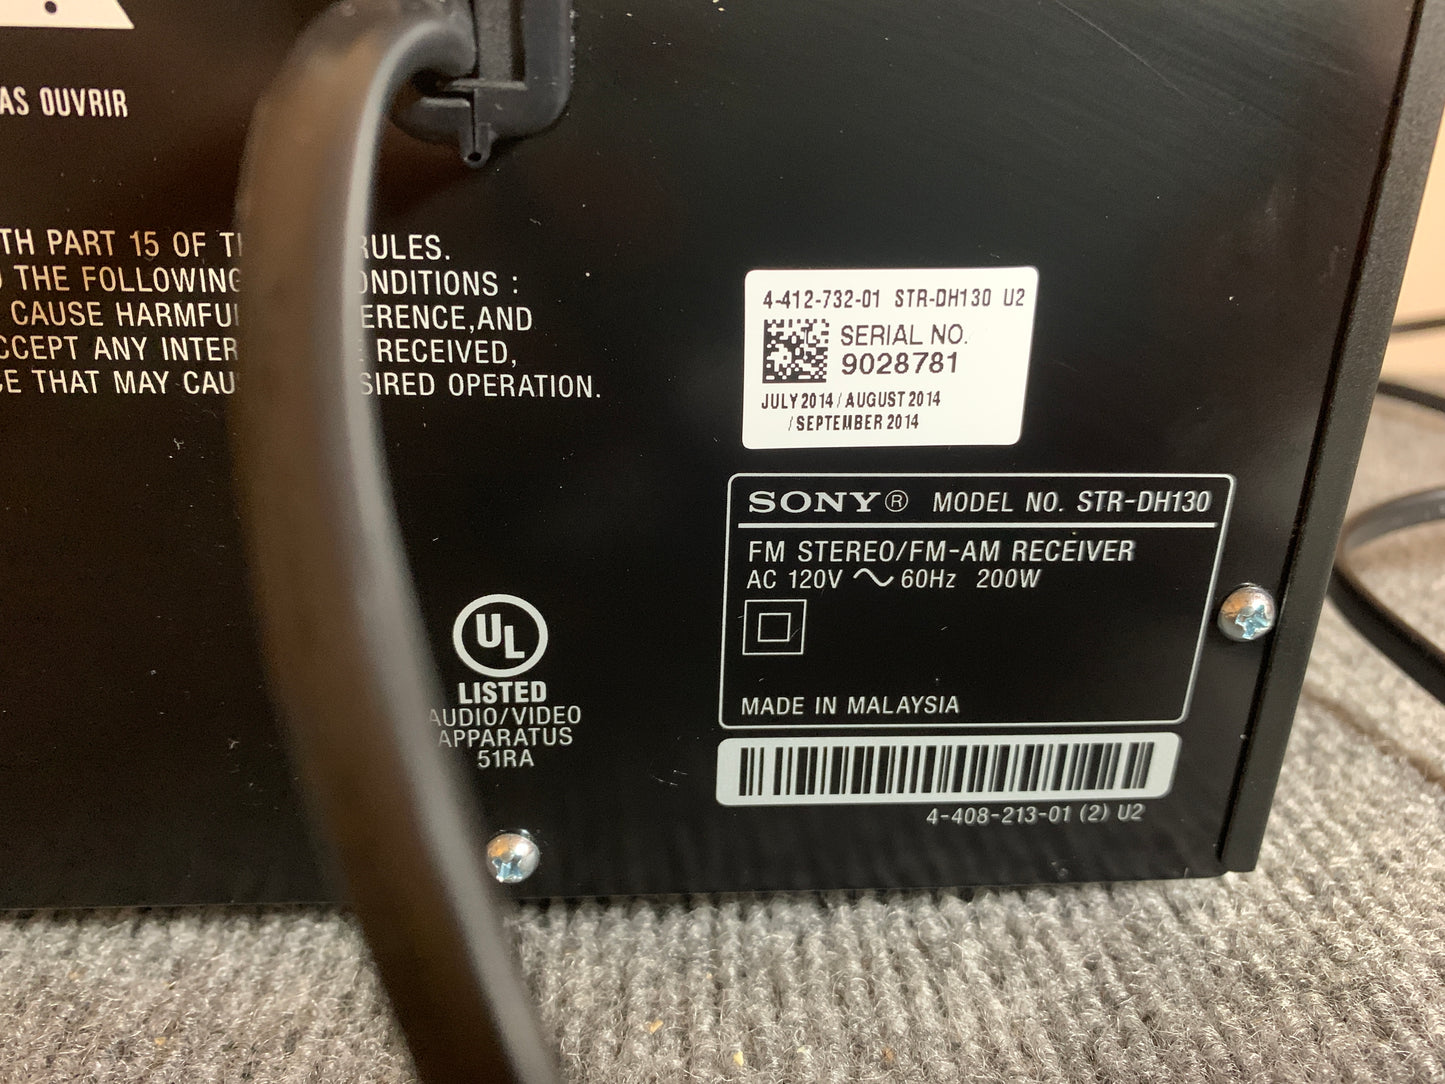 AS OUVRIR
TH PART 15 OF T RULES.
THE FOLLOWING ONDITIONS :
CAUSE HARMFU ERENCE,AND
CCEPT ANY INTER E RECEIVED,
CE THAT MAY CAU SIRED OPERATION.
4-412-732-01 STR-DH130 U2
SERIAL NO.
9028781
JULY 2014 / AUGUST 2014
/ SEPTEMBER 2014
SONY® MODEL NO. STR-DH130
FM STEREO/FM-AM RECEIVER
AC 120V ~ 60Hz 200W
MADE IN MALAYSIA
4-408-213-01 (2) U2
UL
LISTED
AUDIO/VIDEO
APPARATUS
51RA